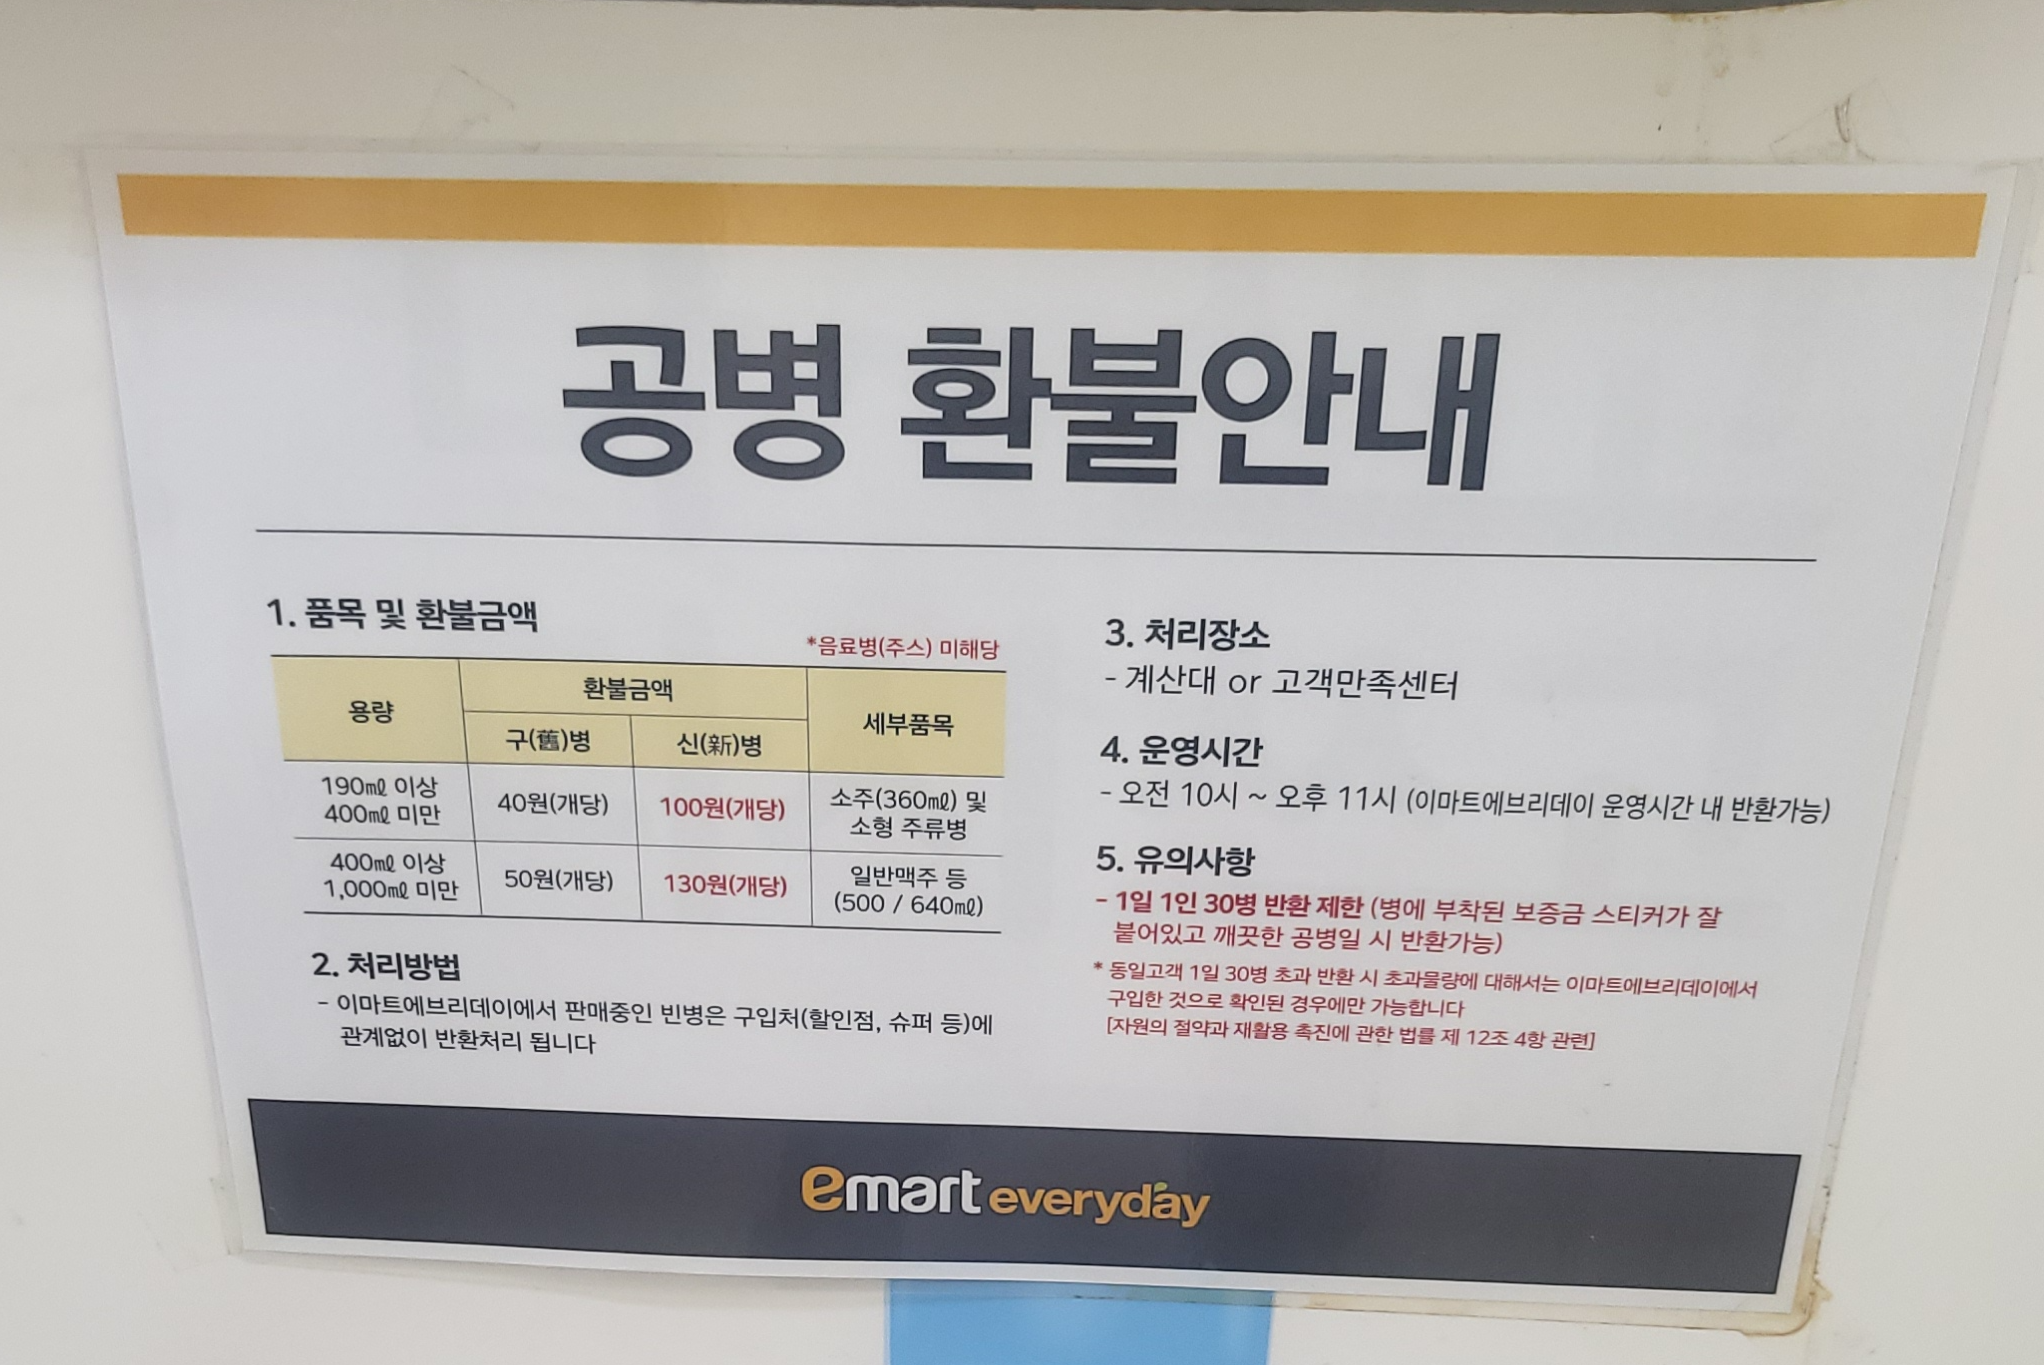 공병 환불안내
1. 품목 및 환불금액
*음료병(주스) 미해당
용량
환불금액
세부품목
구(舊)병
신(新)병
190㎖ 이상
400㎖ 미만
40원(개당)
100원(개당)
소주(360㎖) 및
소형 주류병
400㎖ 이상
1,000㎖ 미만
50원(개당)
130원(개당)
일반맥주 등
(500 / 640㎖)
2. 처리방법
- 이마트에브리데이에서 판매중인 빈병은 구입처(할인점, 슈퍼 등)에
관계없이 반환처리 됩니다
3. 처리장소
- 계산대 or 고객만족센터
4. 운영시간
- 오전 10시 ~ 오후 11시 (이마트에브리데이 운영시간 내 반환가능)
5. 유의사항
- 1일 1인 30병 반환 제한 (병에 부착된 보증금 스티커가 잘
붙어있고 깨끗한 공병일 시 반환가능)
* 동일고객 1일 30병 초과 반환 시 초과물량에 대해서는 이마트에브리데이에서
구입한 것으로 확인된 경우에만 가능합니다
[자원의 절약과 재활용 촉진에 관한 법률 제 12조 4항 관련]
emart everyday